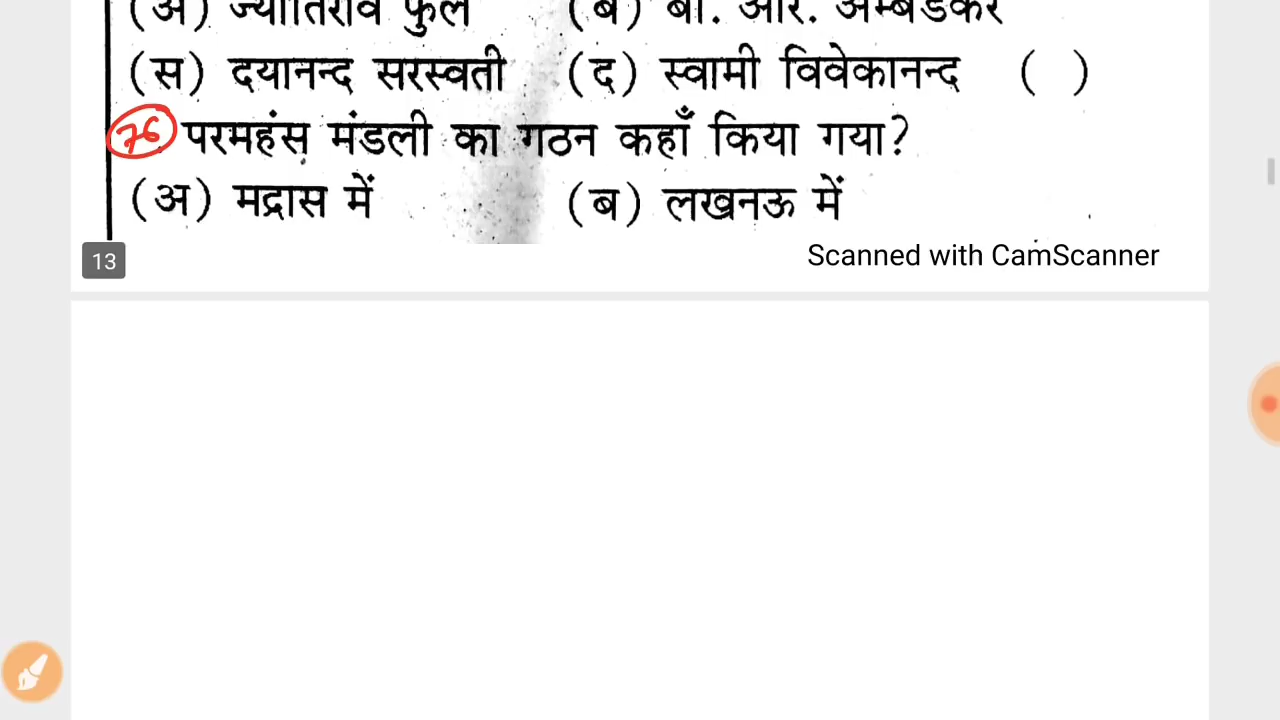 (अ) ज्योतिराव फुले (ब) बी. आर. अम्बेडकर
(स) दयानन्द सरस्वती (द) स्वामी विवेकानन्द ( )
76. परमहंस मंडली का गठन कहाँ किया गया?
(अ) मद्रास में (ब) लखनऊ में
13
Scanned with CamScanner